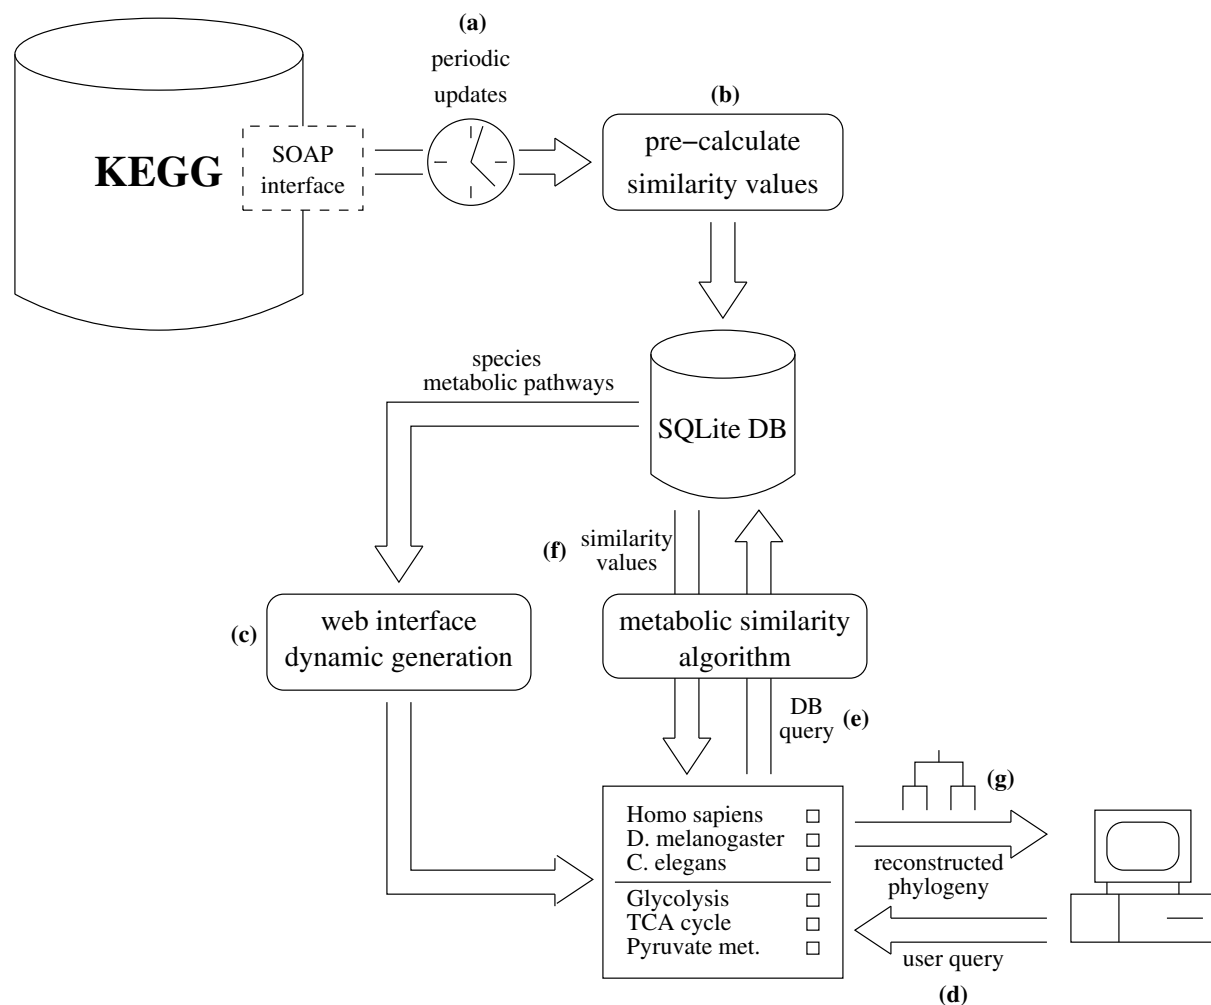 (a)
periodic
updates
(b)
KEGG
SOAP
interface
pre−calculate
similarity values
species
metabolic pathways
SQLite DB
(f)
similarity
values
(c)
web interface
dynamic generation
metabolic similarity
algorithm
DB
query
(e)
(g)
Homo sapiens
D. melanogaster
C. elegans
Glycolysis
TCA cycle
Pyruvate met.
reconstructed
phylogeny
user query
(d)